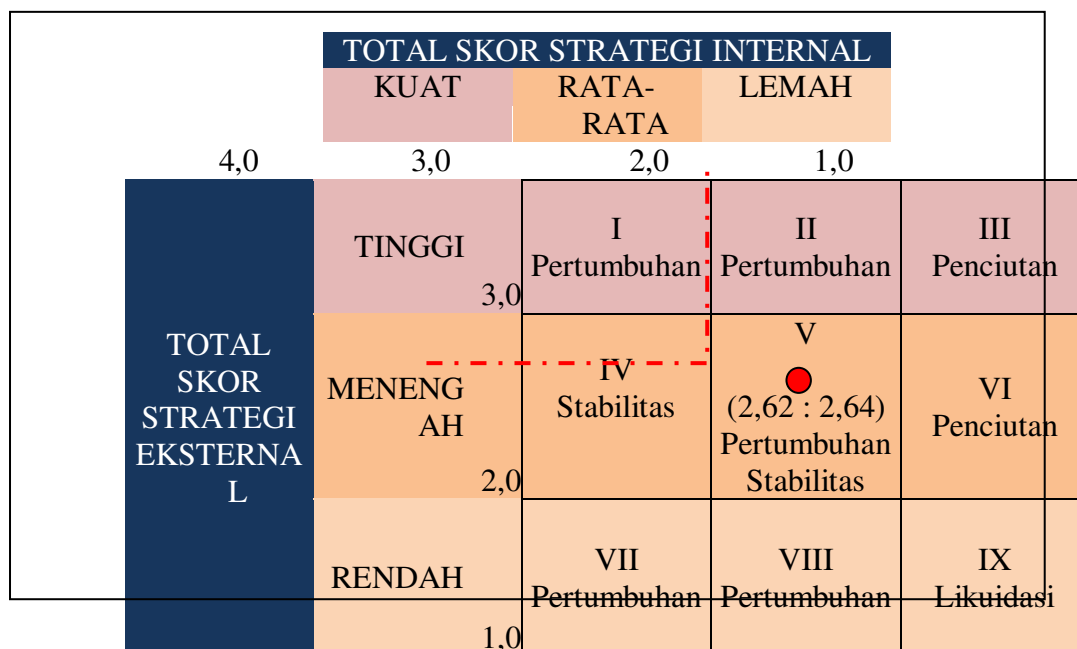 TOTAL SKOR STRATEGI INTERNAL
KUAT RATA- LEMAH
RATA
4,0 3,0 2,0 1,0
TOTAL
SKOR
STRATEGI
EKSTERNA
L
TINGGI
3,0
I
Pertumbuhan
II
Pertumbuhan
III
Penciutan
MENENG
AH
2,0
IV
Stabilitas
V
(2,62 : 2,64)
Pertumbuhan
Stabilitas
VI
Penciutan
RENDAH
1,0
VII
Pertumbuhan
VIII
Pertumbuhan
IX
Likuidasi